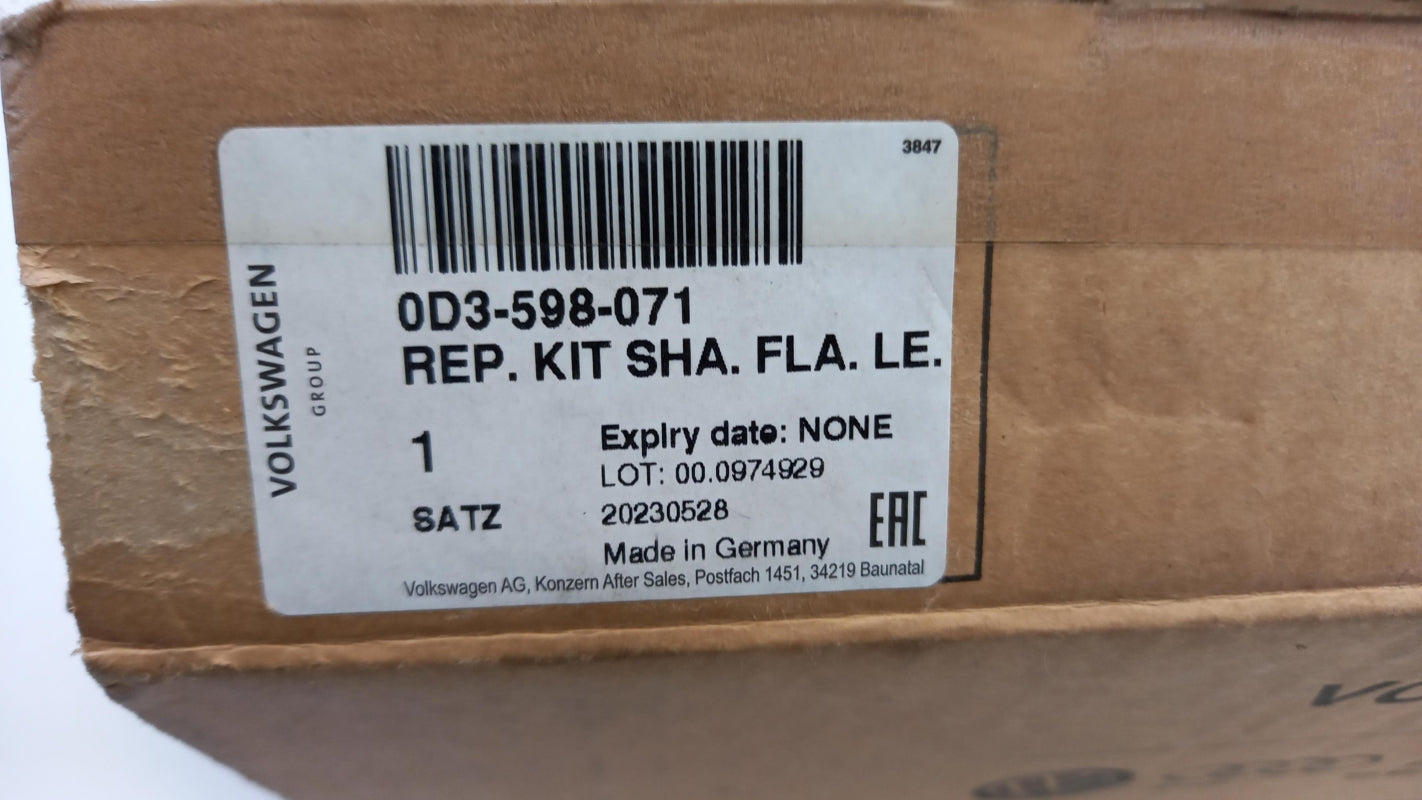 3847
VOLKSWAGEN
GROUP
0D3-598-071
REP. KIT SHA. FLA. LE.
1
Expiry date: NONE
LOT: 00.0974929
SATZ
20230528
EAC
Made in Germany
Volkswagen AG, Konzern After Sales, Postfach 1451, 34219 Baunatal